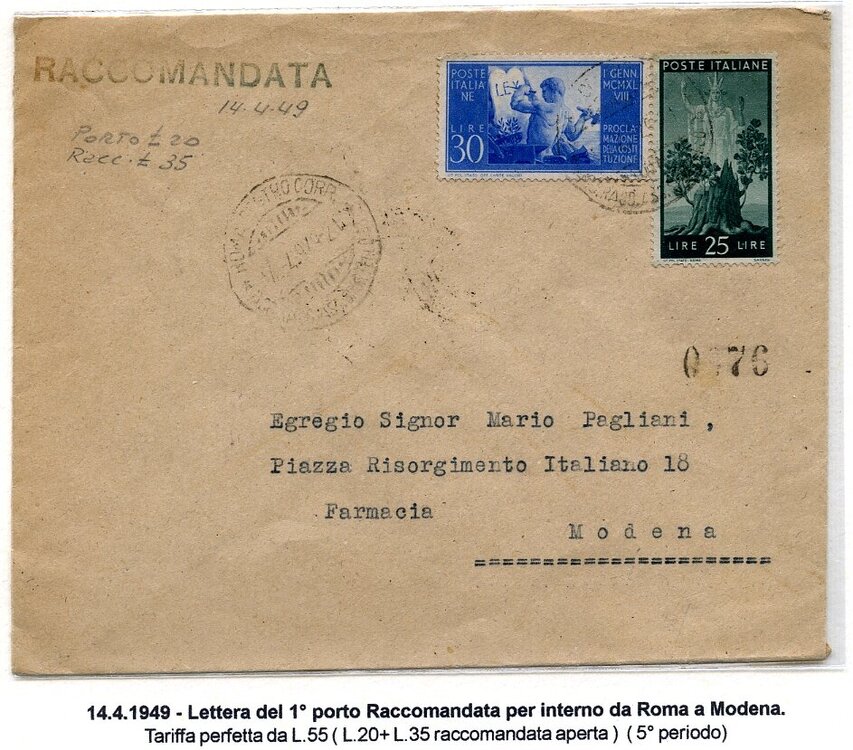 RACCOMANDATA
14.4.49
PORTO £ 20
Racc. £ 35
POSTE ITALIANE
LEX
I GENN. MCMXLVIII
PROCLAMAZIONE DELLA COSTITUZIONE
LIRE 30
POSTE ITALIANE
LIRE 25 LIRE
ROMA CENTRO CORR.
0776
Egregio Signor Mario Pagliani ,
Piazza Risorgimento Italiano 18
Farmacia
Modena
14.4.1949 - Lettera del 1° porto Raccomandata per interno da Roma a Modena.
Tariffa perfetta da L.55 ( L.20+ L.35 raccomandata aperta ) ( 5° periodo)